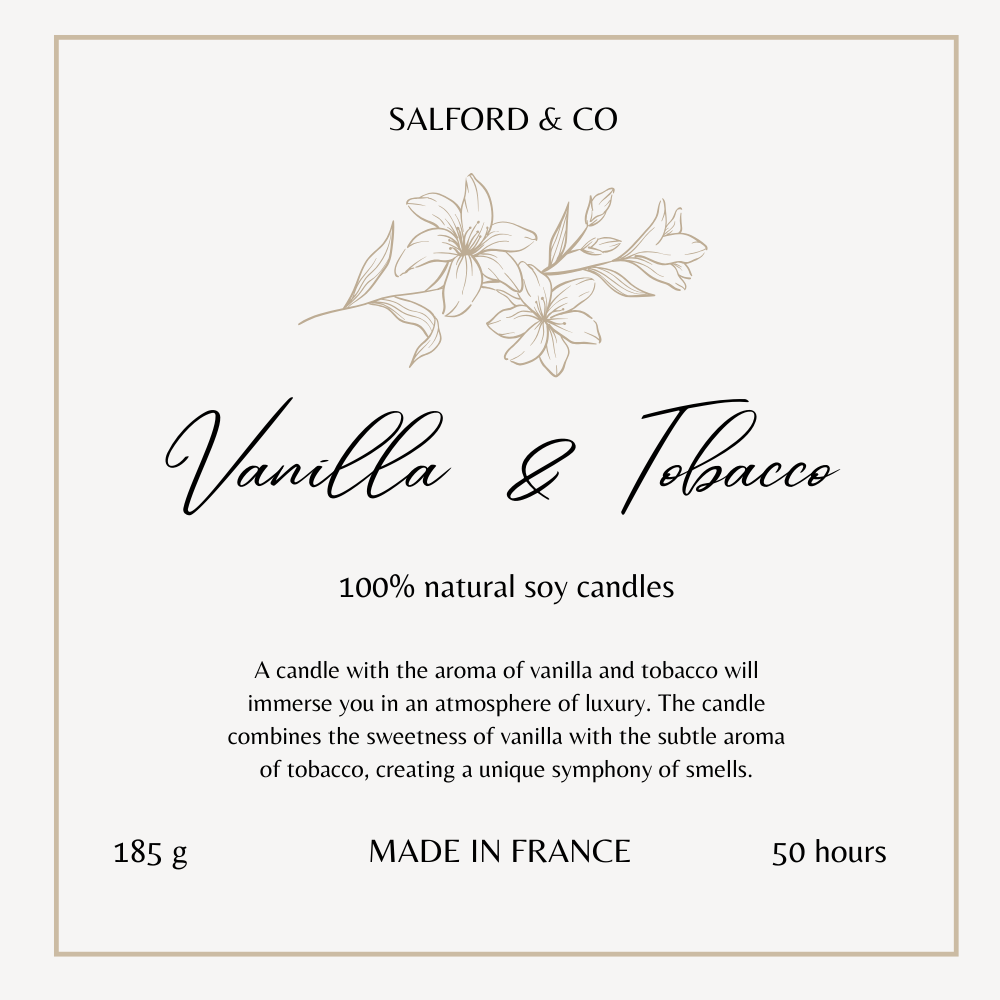 SALFORD & CO
Vanilla & Tobacco
100% natural soy candles
A candle with the aroma of vanilla and tobacco will
immerse you in an atmosphere of luxury. The candle
combines the sweetness of vanilla with the subtle aroma
of tobacco, creating a unique symphony of smells.
185 g MADE IN FRANCE 50 hours